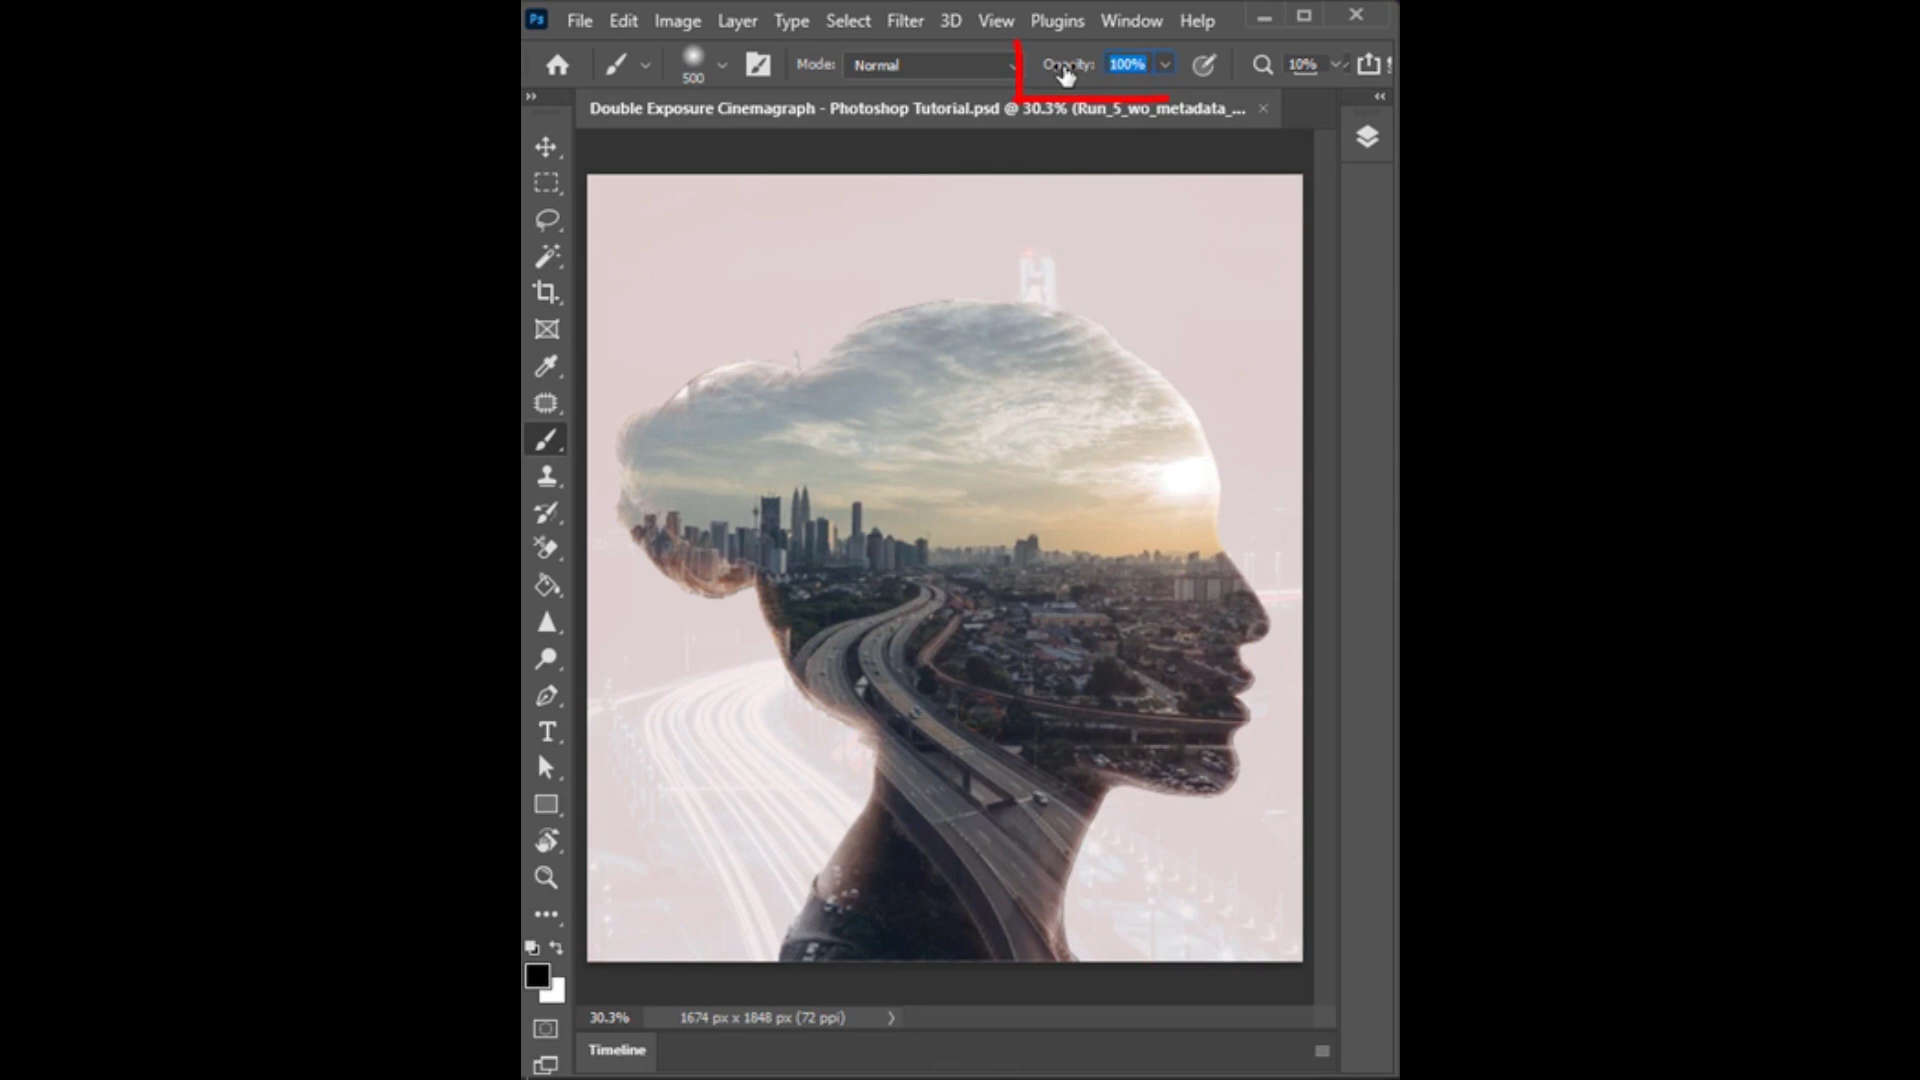 Ps File Edit Image Layer Type Select Filter 3D View Plugins Window Help
500 Mode: Normal Opacity: 100% 10%
Double Exposure Cinemagraph - Photoshop Tutorial.psd @ 30.3% (Run_5_wo_metadata_...
T
30.3% 1674 px x 1848 px (72 ppi)
Timeline